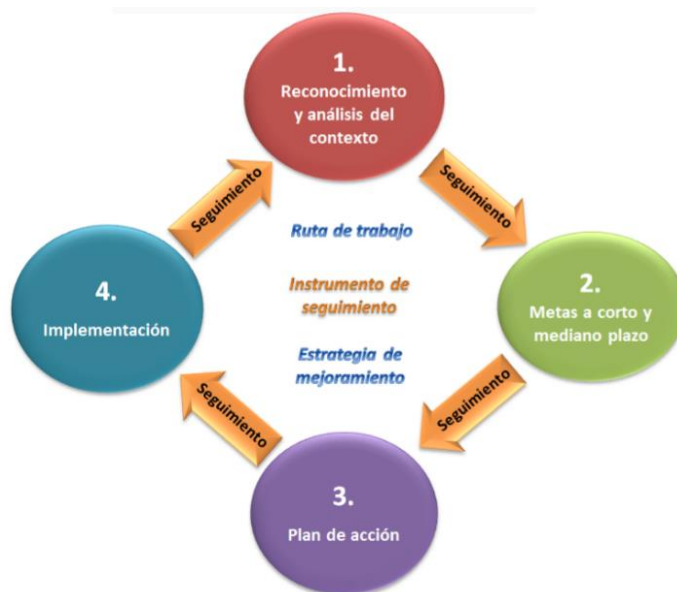 1.
Reconocimiento
y análisis del
contexto
Seguimiento
Seguimiento
Ruta de trabajo
4.
Implementación
Instrumento de
seguimiento
2.
Metas a corto y
mediano plazo
Estrategia de
mejoramiento
Seguimiento
Seguimiento
3.
Plan de acción